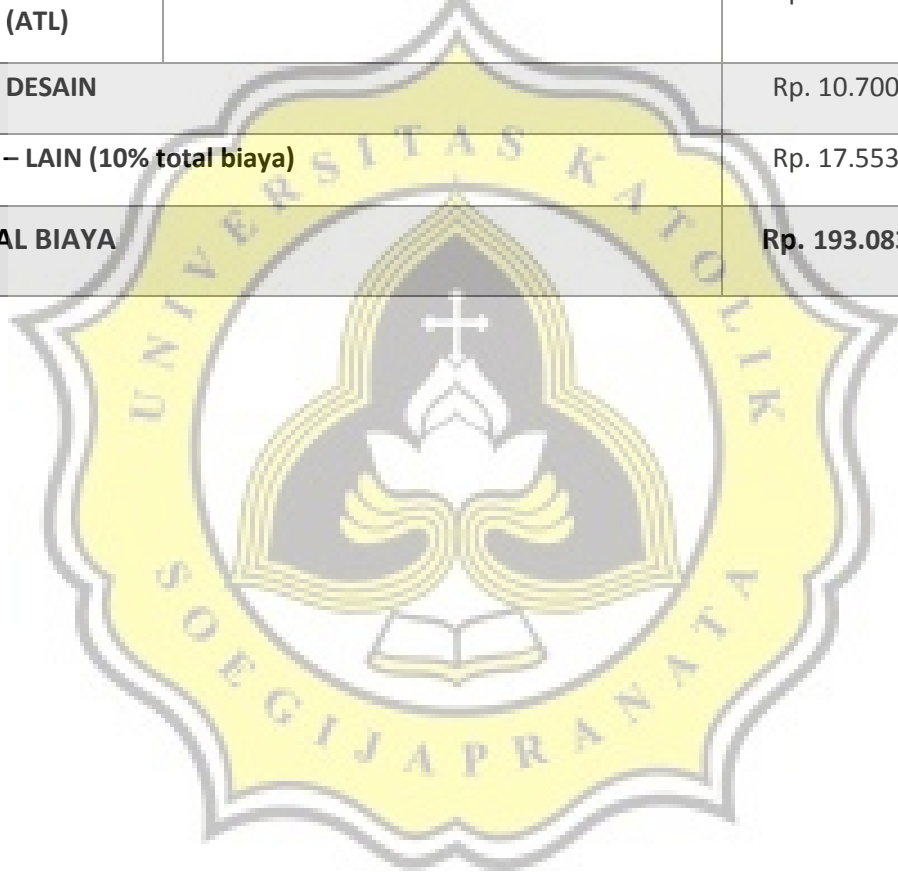 (ATL)
DESAIN Rp. 10.700
– LAIN (10% total biaya) Rp. 17.553
AL BIAYA Rp. 193.083
UNIVERSITAS KATOLIK
SOEGIJAPRANATA